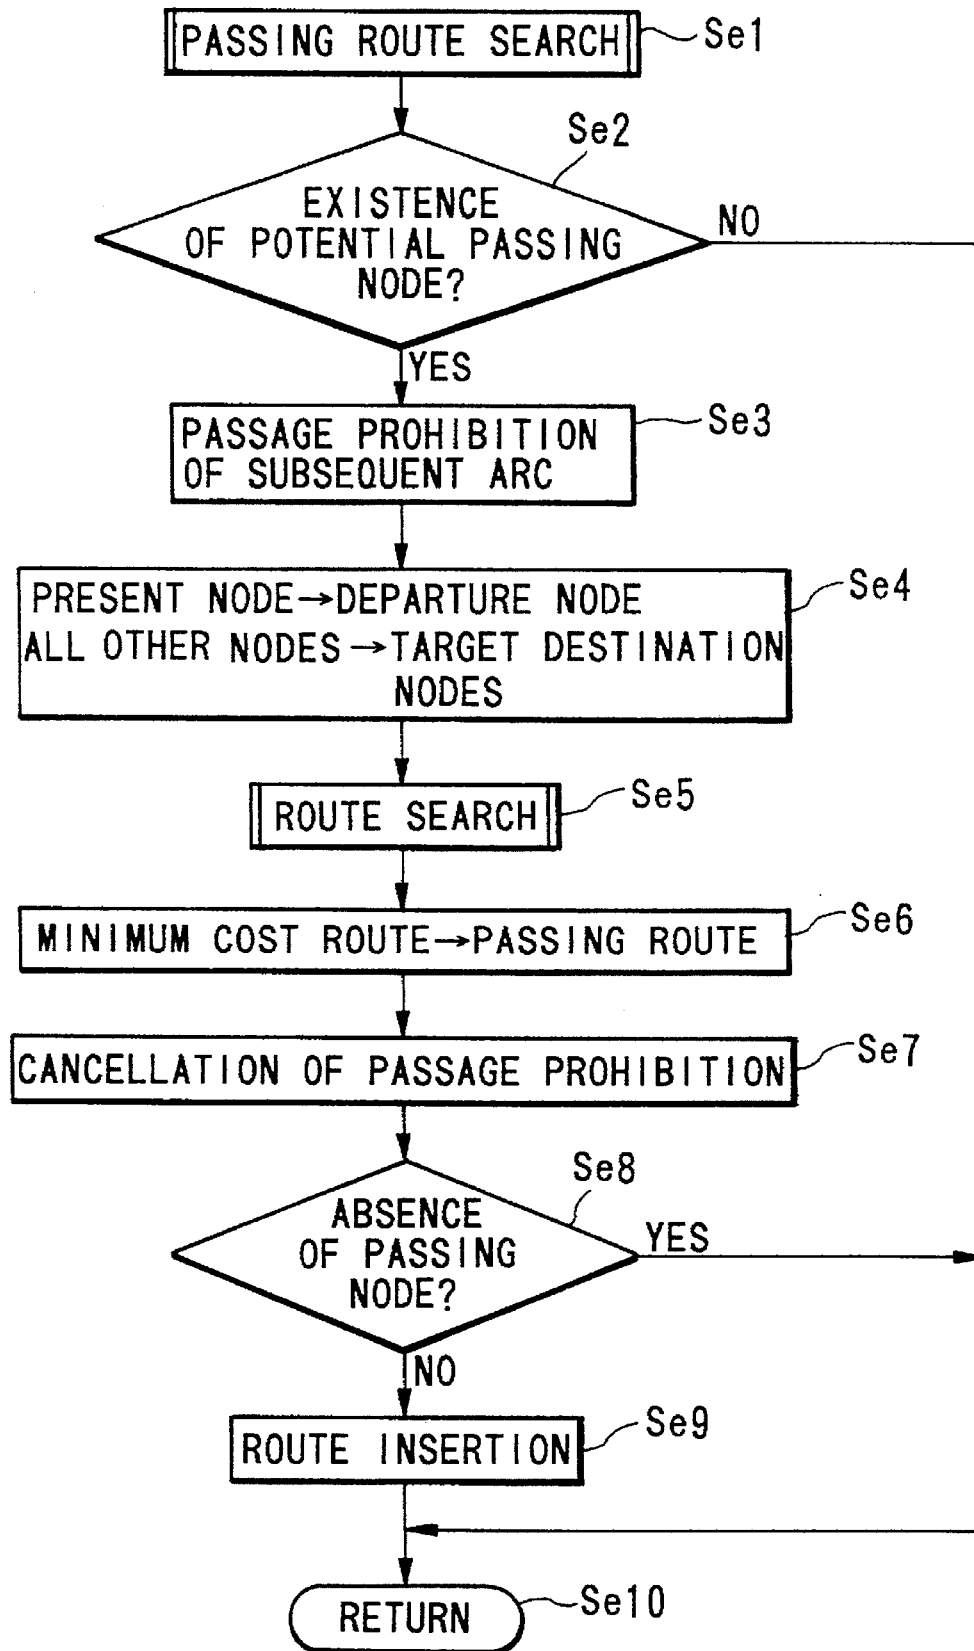 PASSING ROUTE SEARCH
Se1
Se2
EXISTENCE
OF POTENTIAL PASSING
NODE?
NO
YES
Se3
PASSAGE PROHIBITION
OF SUBSEQUENT ARC
Se4
PRESENT NODE→DEPARTURE NODE
ALL OTHER NODES→TARGET DESTINATION
NODES
ROUTE SEARCH
Se5
MINIMUM COST ROUTE→PASSING ROUTE
Se6
CANCELLATION OF PASSAGE PROHIBITION
Se7
Se8
ABSENCE
OF PASSING
NODE?
YES
NO
ROUTE INSERTION
Se9
RETURN
Se10